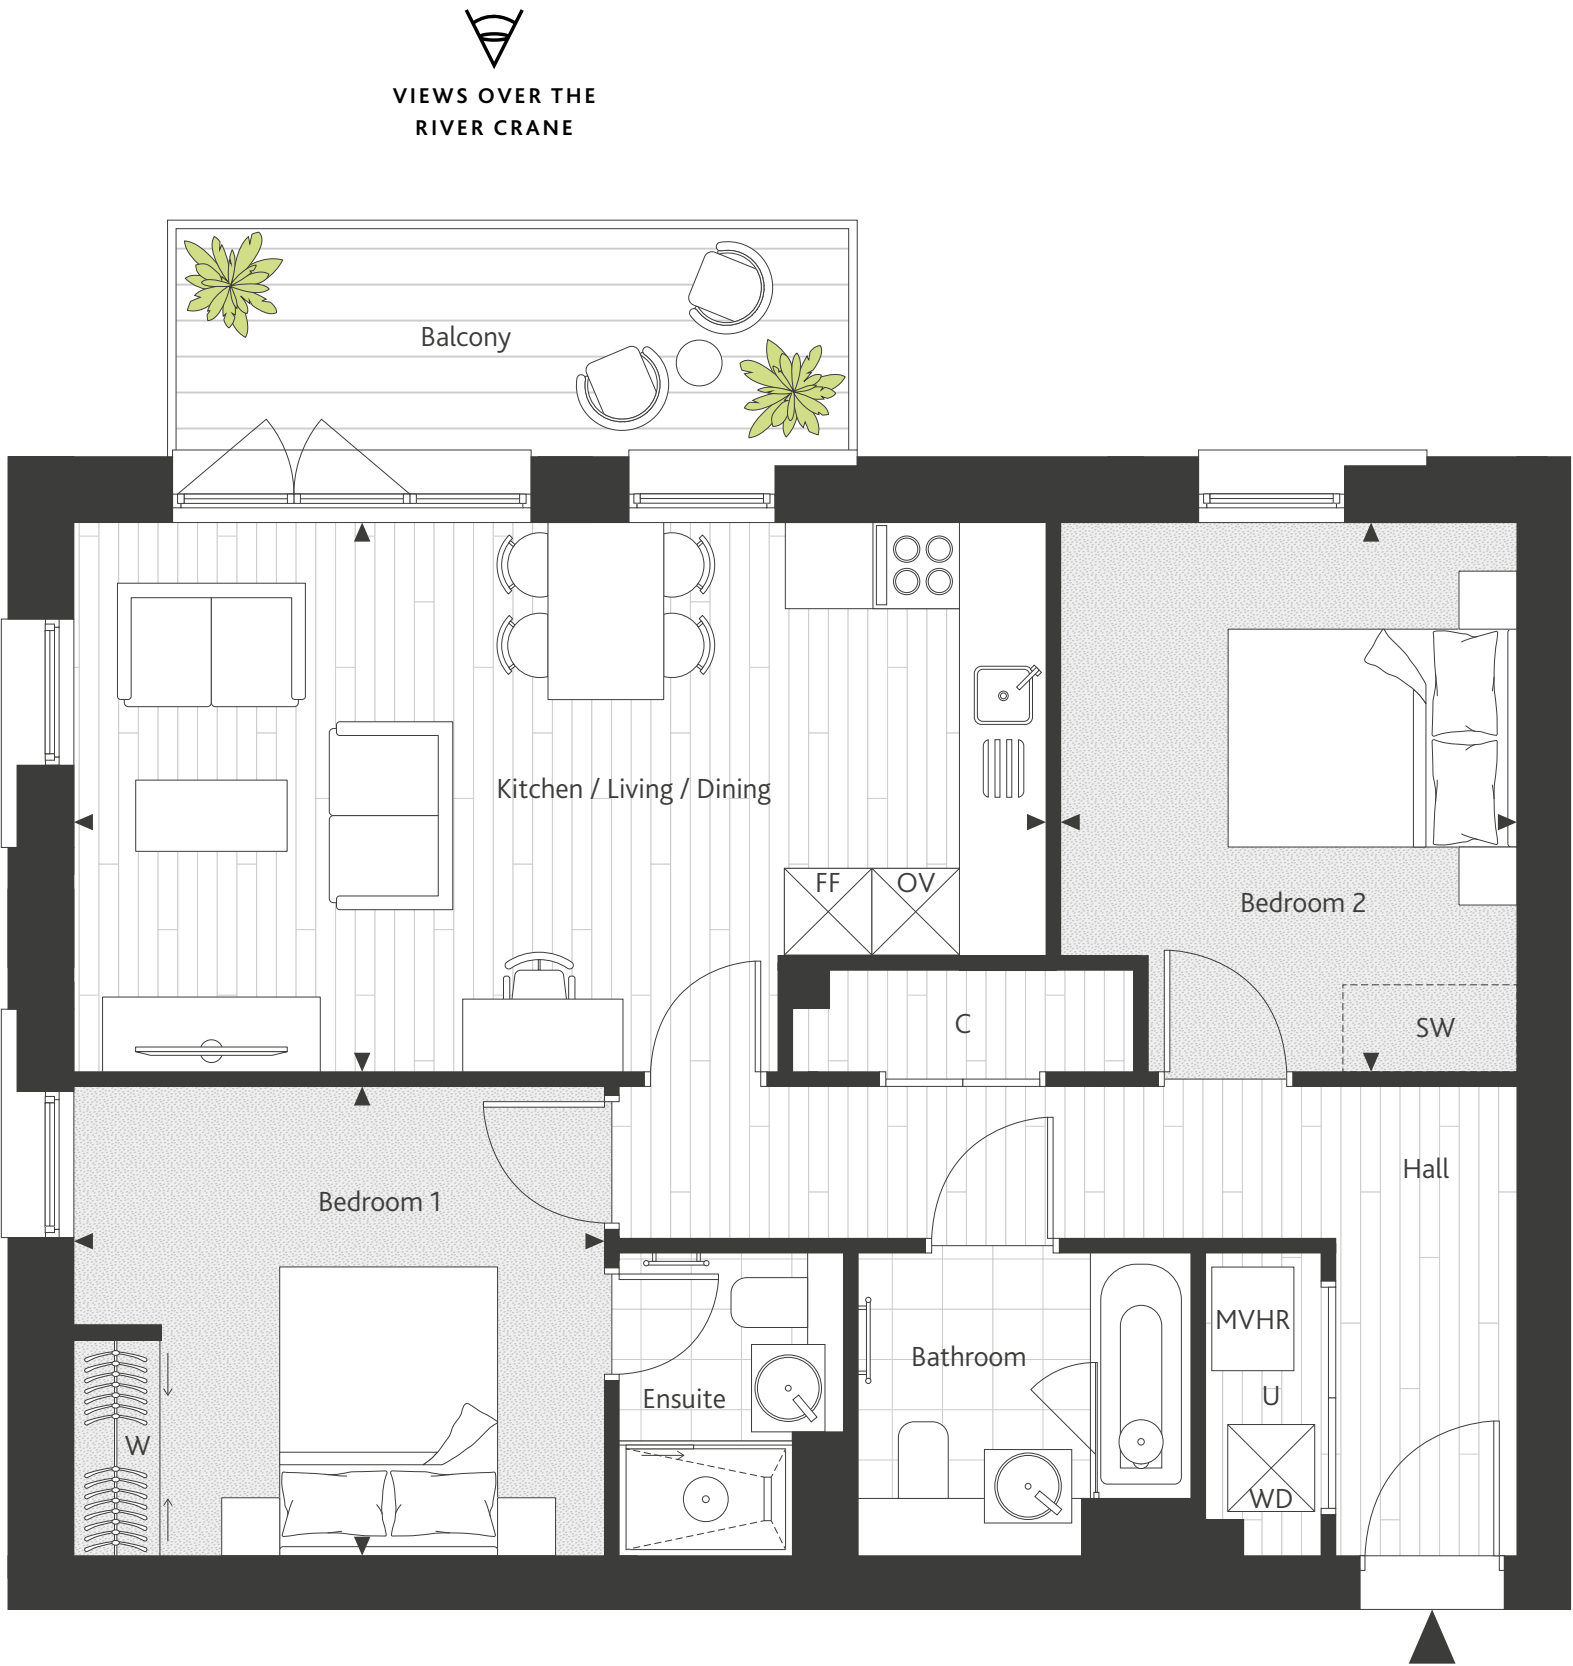 VIEWS OVER THE
RIVER CRANE
Balcony
Kitchen / Living / Dining
FF
OV
Bedroom 2
C
SW
Hall
Bedroom 1
MVHR
Bathroom
Ensuite
U
W
WD